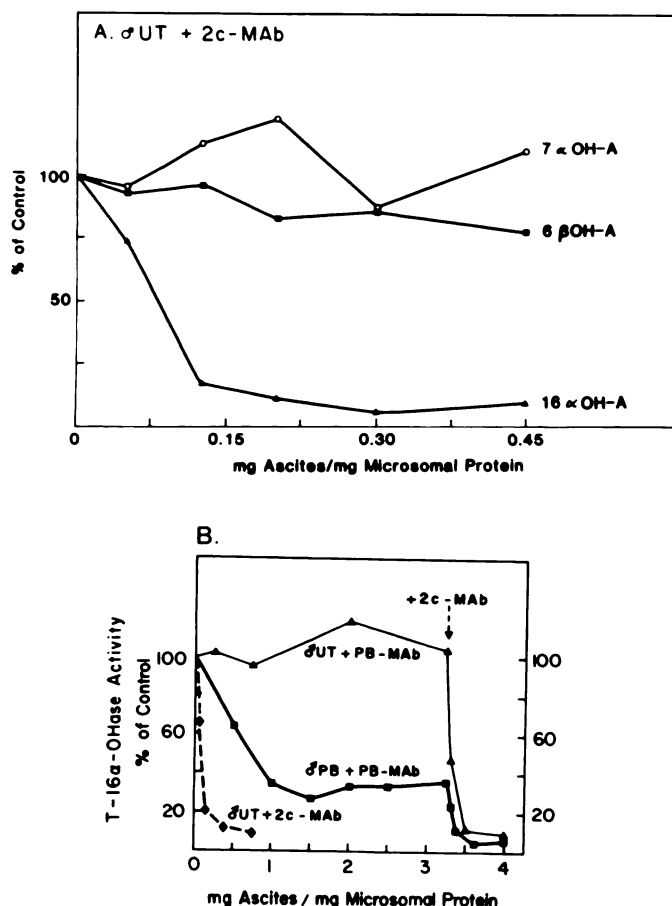 A. ♂UT + 2c-MAb
% of Control
100
50
7 α OH-A
6 βOH-A
16 α OH-A
0 0.15 0.30 0.45
mg Ascites/mg Microsomal Protein
B.
T-16α-OHase Activity
% of Control
100
60
20
+2c-MAb
♂UT+PB-MAb
♂PB + PB-MAb
♂UT+2c-MAb
100
60
20
0 1 2 3 4
mg Ascites / mg Microsomal Protein